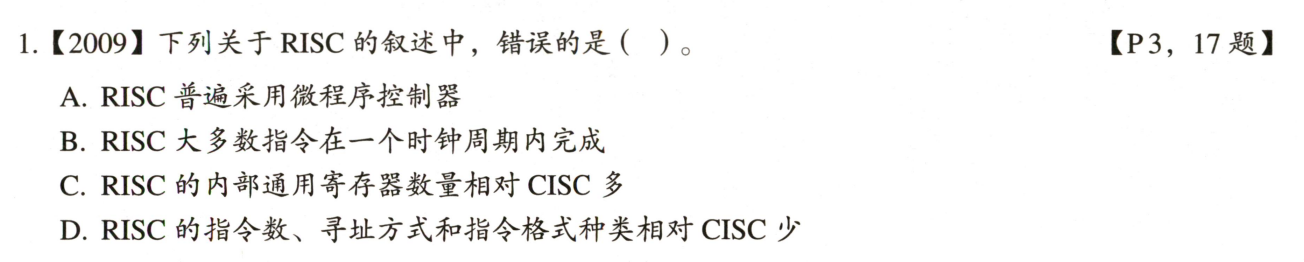 1.【2009】下列关于 RISC 的叙述中，错误的是（ ）。 【P3，17 题】
A. RISC 普遍采用微程序控制器
B. RISC 大多数指令在一个时钟周期内完成
C. RISC 的内部通用寄存器数量相对 CISC 多
D. RISC 的指令数、寻址方式和指令格式种类相对 CISC 少